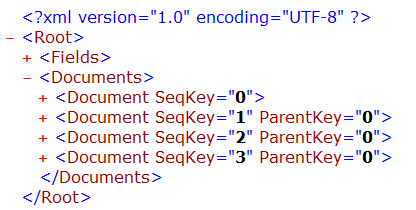 <?xml version="1.0" encoding="UTF-8" ?>
– <Root>
+ <Fields>
– <Documents>
+ <Document SeqKey="0">
+ <Document SeqKey="1" ParentKey="0">
+ <Document SeqKey="2" ParentKey="0">
+ <Document SeqKey="3" ParentKey="0">
</Documents>
</Root>